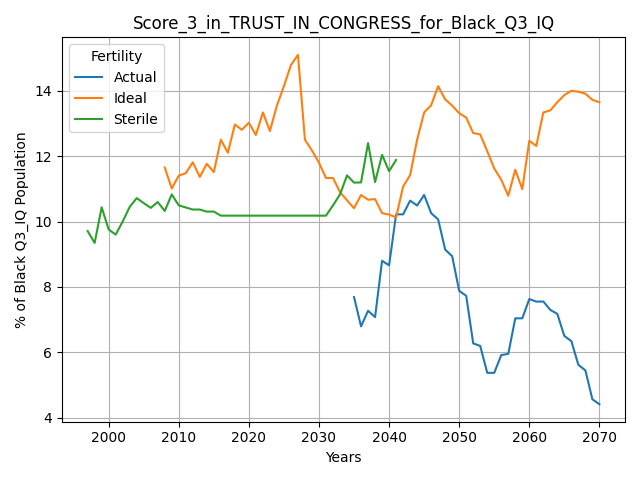 Score_3_in_TRUST_IN_CONGRESS_for_Black_Q3_IQ
Fertility
Actual
Ideal
Sterile
% of Black Q3_IQ Population
14
12
10
8
6
4
2000 2010 2020 2030 2040 2050 2060 2070
Years